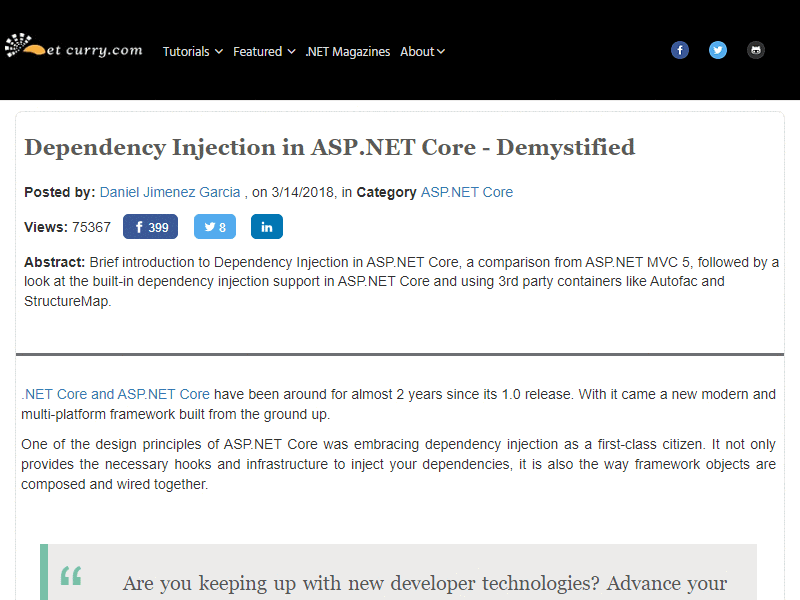 et curry.com Tutorials Featured .NET Magazines About
Dependency Injection in ASP.NET Core - Demystified
Posted by: Daniel Jimenez Garcia , on 3/14/2018, in Category ASP.NET Core
Views: 75367 399 8 in
Abstract: Brief introduction to Dependency Injection in ASP.NET Core, a comparison from ASP.NET MVC 5, followed by a
look at the built-in dependency injection support in ASP.NET Core and using 3rd party containers like Autofac and
StructureMap.
.NET Core and ASP.NET Core have been around for almost 2 years since its 1.0 release. With it came a new modern and
multi-platform framework built from the ground up.
One of the design principles of ASP.NET Core was embracing dependency injection as a first-class citizen. It not only
provides the necessary hooks and infrastructure to inject your dependencies, it is also the way framework objects are
composed and wired together.
“ Are you keeping up with new developer technologies? Advance your